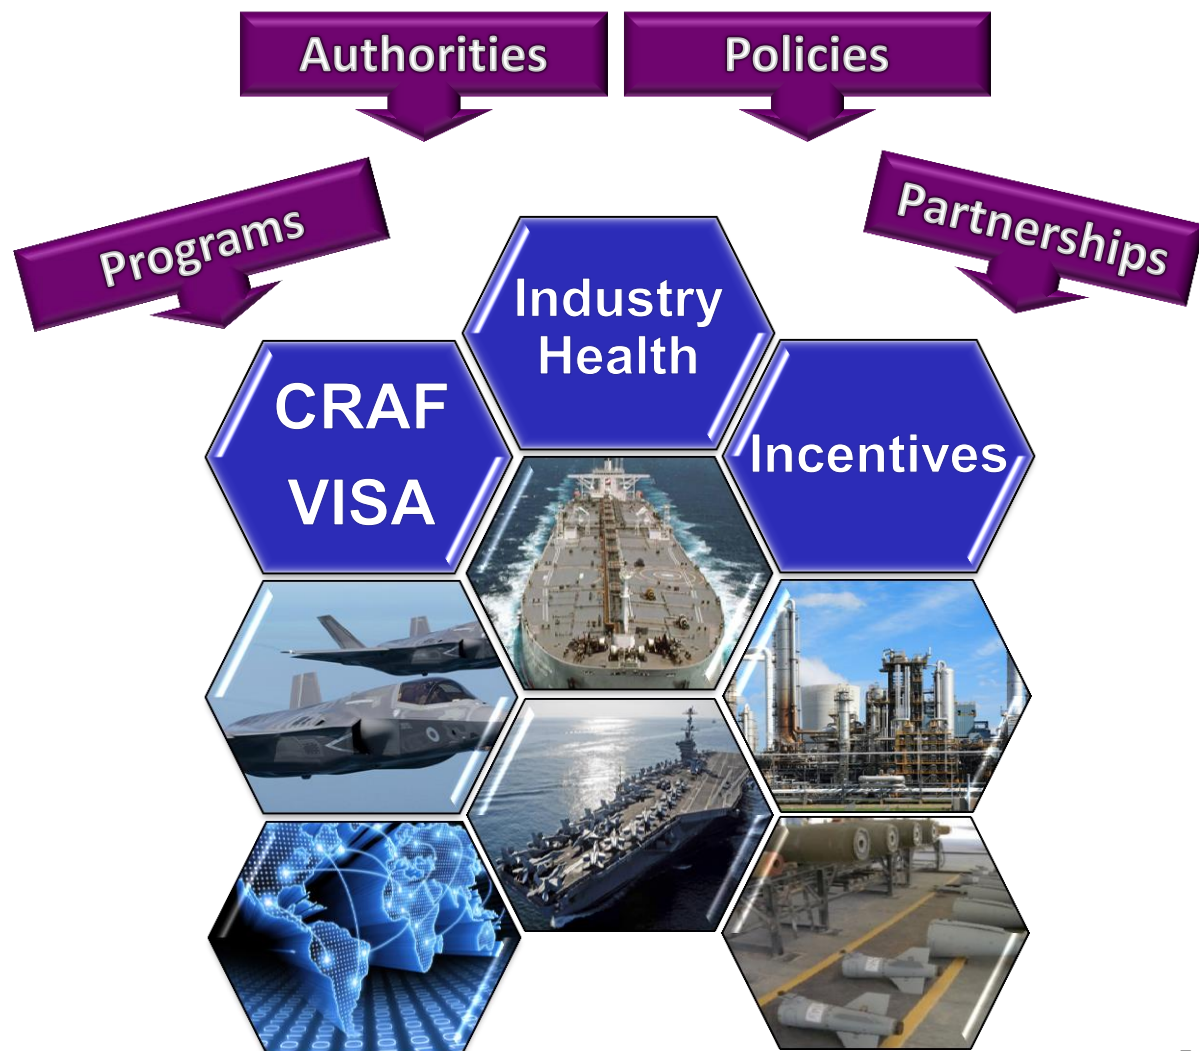 Authorities
Policies
Programs
Partnerships
Industry
Health
CRAF
VISA
Incentives